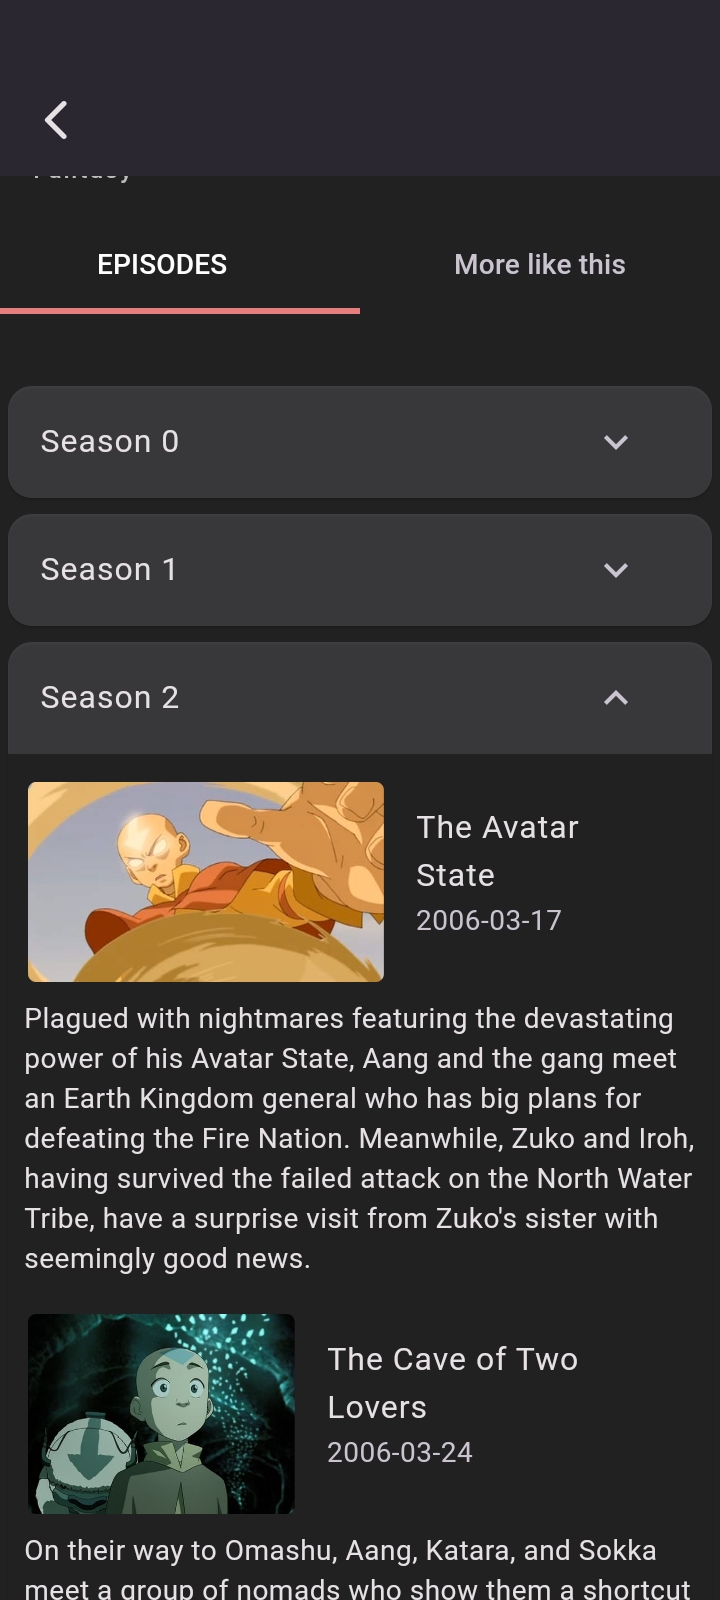 EPISODES
More like this
Season 0
Season 1
Season 2
The Avatar
State
2006-03-17
Plagued with nightmares featuring the devastating
power of his Avatar State, Aang and the gang meet
an Earth Kingdom general who has big plans for
defeating the Fire Nation. Meanwhile, Zuko and Iroh,
having survived the failed attack on the North Water
Tribe, have a surprise visit from Zuko's sister with
seemingly good news.
The Cave of Two
Lovers
2006-03-24
On their way to Omashu, Aang, Katara, and Sokka
meet a group of nomads who show them a shortcut